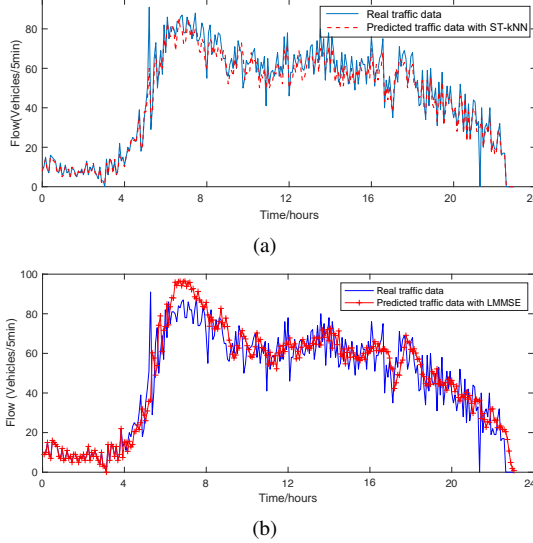 80
60
40
20
0
Flow(Vehicles/5min)
Real traffic data
Predicted traffic data with ST-kNN
0 4 8 12 16 20 24
Time/hours
(a)
100
80
60
40
20
0
Flow (Vehicles/5min)
Real traffic data
Predicted traffic data with LMMSE
0 4 8 12 16 20 24
Time/hours
(b)